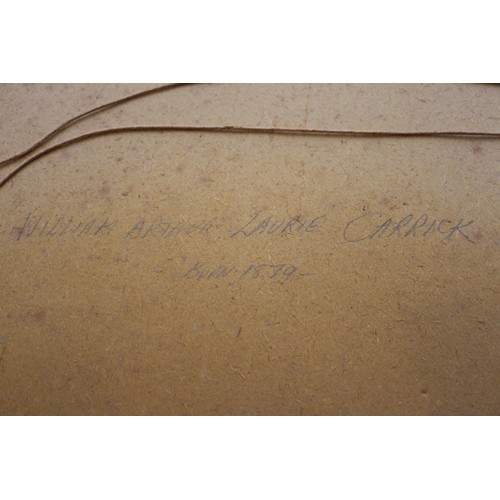 WILLIAM ARTHUR LAURIE CARRICK
- Born 1879 -